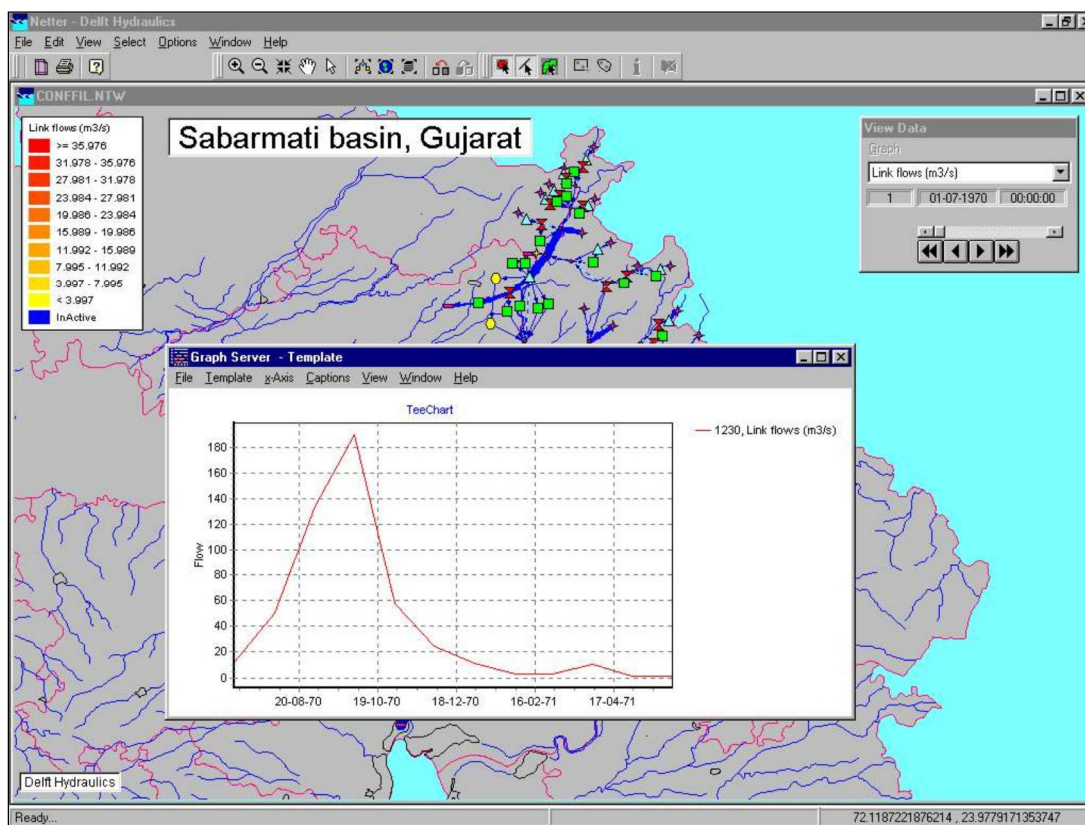 Netter - Delft Hydraulics
File Edit View Select Options Window Help
CONFFIL.NTW
Link flows (m3/s)
>= 35.976
31.978 - 35.976
27.981 - 31.978
23.984 - 27.981
19.986 - 23.984
15.989 - 19.986
11.992 - 15.989
7.995 - 11.992
3.997 - 7.995
< 3.997
InActive
Sabarmati basin, Gujarat
View Data
Graph
Link flows (m3/s)
1 01-07-1970 00:00:00
Graph Server - Template
File Template x-Axis Captions View Window Help
TeeChart
1230, Link flows (m3/s)
Flow
180
160
140
120
100
80
60
40
20
0
20-08-70 19-10-70 18-12-70 16-02-71 17-04-71
Delft Hydraulics
Ready... 72.1187221876214 , 23.9779171353747